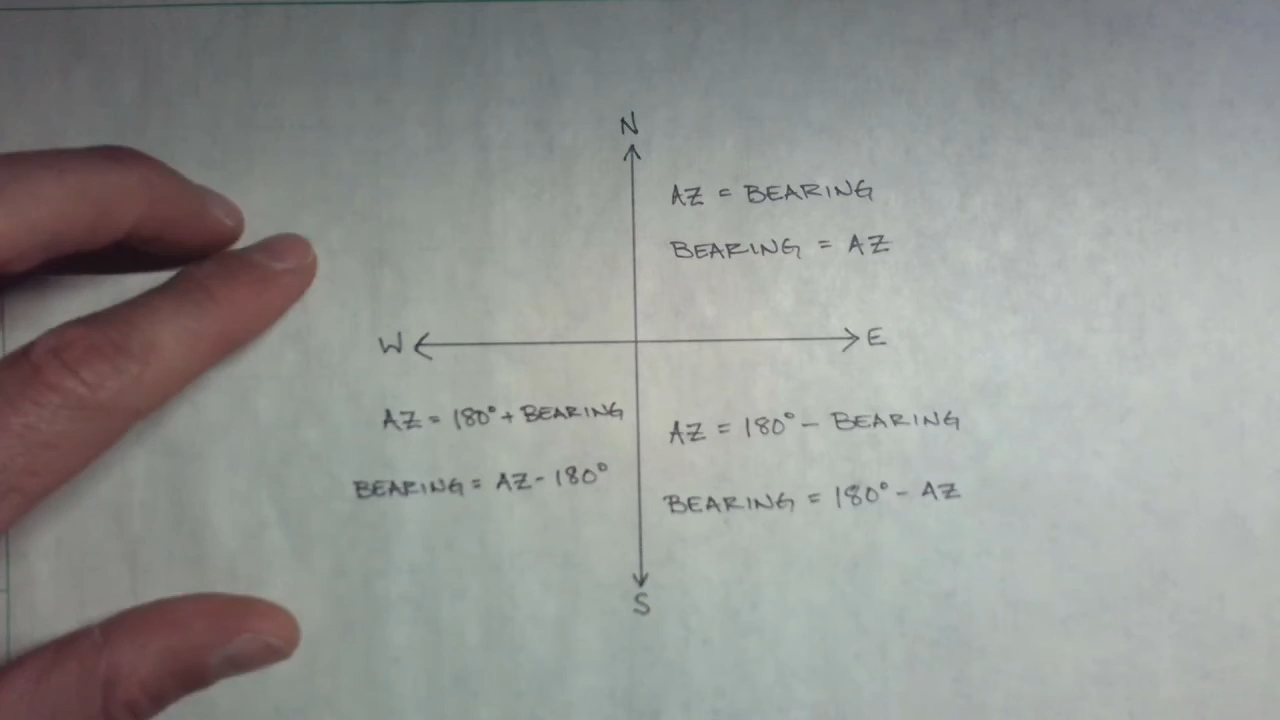 N
AZ = BEARING
BEARING = AZ
W
E
AZ = 180° + BEARING
BEARING = AZ - 180°
AZ = 180° - BEARING
BEARING = 180° - AZ
S